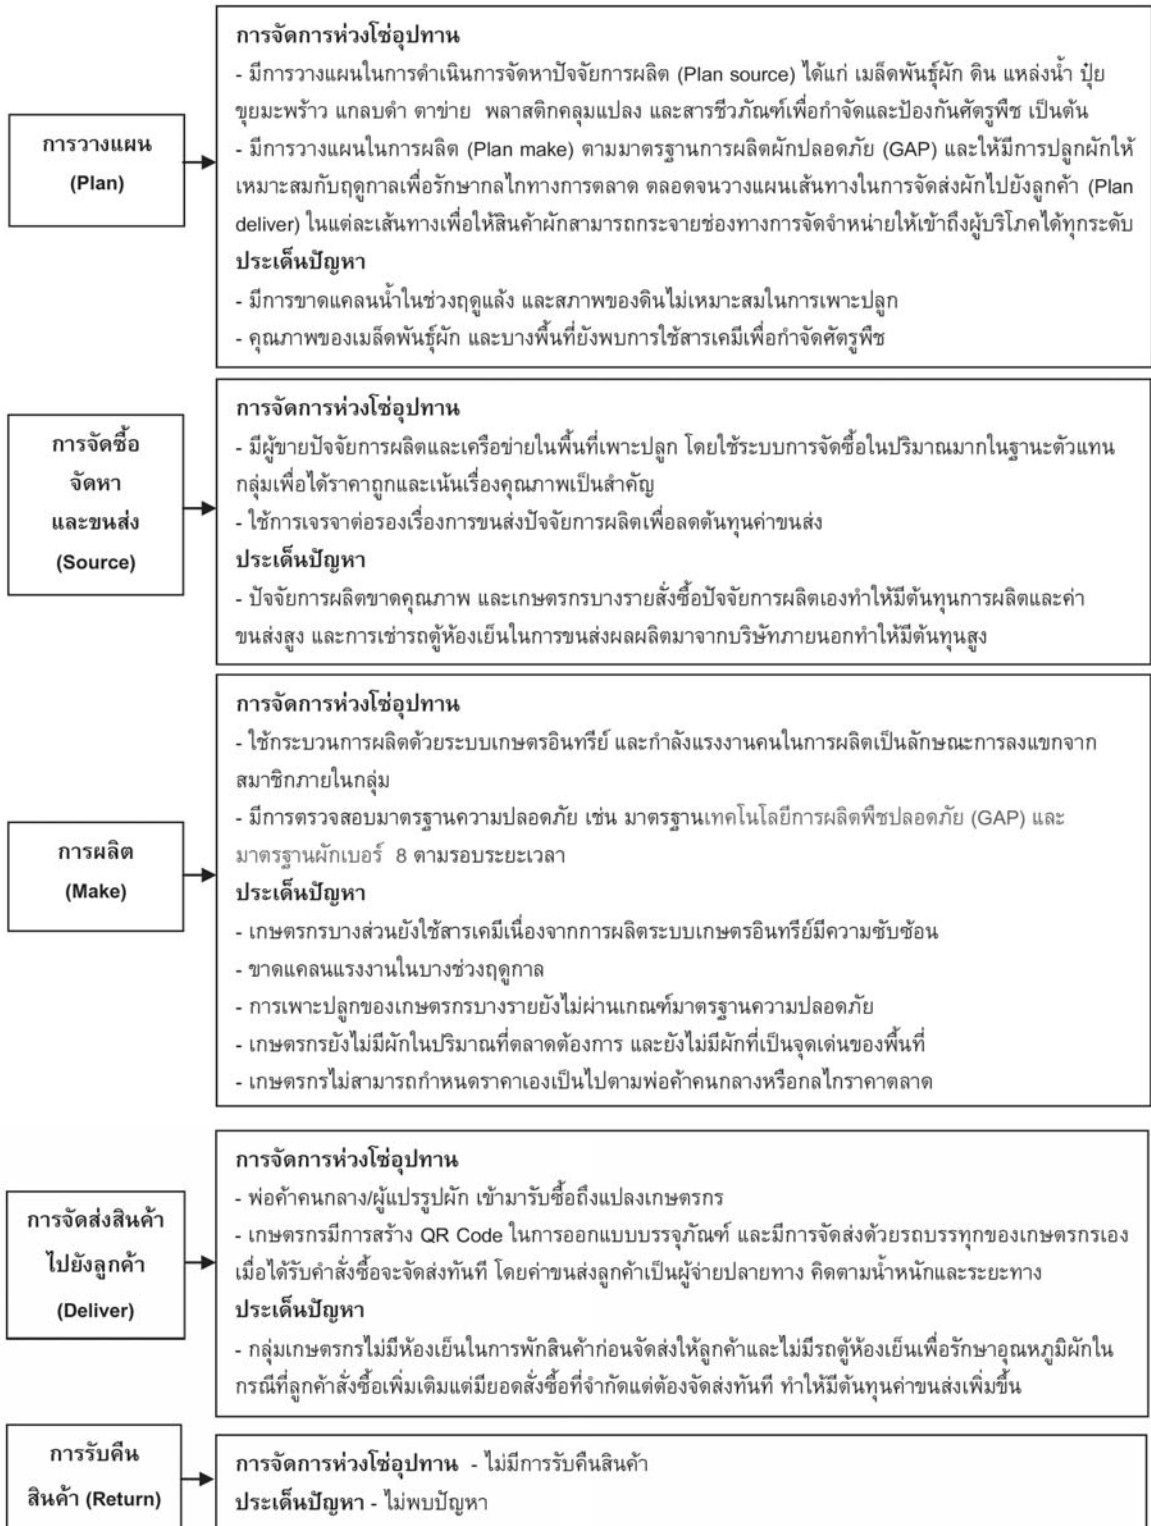 การวางแผน
(Plan)
การจัดการห่วงโซ่อุปทาน
- มีการวางแผนในการดำเนินการจัดหาปัจจัยการผลิต (Plan source) ได้แก่ เมล็ดพันธุ์ผัก ดิน แหล่งน้ำ ปุ๋ย
ขุยมะพร้าว แกลบดำ ตาข่าย พลาสติกคลุมแปลง และสารชีวภัณฑ์เพื่อกำจัดและป้องกันศัตรูพืช เป็นต้น
- มีการวางแผนในการผลิต (Plan make) ตามมาตรฐานการผลิตผักปลอดภัย (GAP) และให้มีการปลูกผักให้
เหมาะสมกับฤดูกาลเพื่อรักษากลไกทางการตลาด ตลอดจนวางแผนเส้นทางในการจัดส่งผักไปยังลูกค้า (Plan
deliver) ในแต่ละเส้นทางเพื่อให้สินค้าผักสามารถกระจายช่องทางการจัดจำหน่ายให้เข้าถึงผู้บริโภคได้ทุกระดับ
ประเด็นปัญหา
- มีการขาดแคลนน้ำในช่วงฤดูแล้ง และสภาพของดินไม่เหมาะสมในการเพาะปลูก
- คุณภาพของเมล็ดพันธุ์ผัก และบางพื้นที่ยังพบการใช้สารเคมีเพื่อกำจัดศัตรูพืช
การจัดซื้อ
จัดหา
และขนส่ง
(Source)
การจัดการห่วงโซ่อุปทาน
- มีผู้ขายปัจจัยการผลิตและเครือข่ายในพื้นที่เพาะปลูก โดยใช้ระบบการจัดซื้อในปริมาณมากในฐานะตัวแทน
กลุ่มเพื่อได้ราคาถูกและเน้นเรื่องคุณภาพเป็นสำคัญ
- ใช้การเจรจาต่อรองเรื่องการขนส่งปัจจัยการผลิตเพื่อลดต้นทุนค่าขนส่ง
ประเด็นปัญหา
- ปัจจัยการผลิตขาดคุณภาพ และเกษตรกรบางรายสั่งซื้อปัจจัยการผลิตเองทำให้มีต้นทุนการผลิตและค่า
ขนส่งสูง และการเช่ารถตู้ห้องเย็นในการขนส่งผลผลิตมาจากบริษัทภายนอกทำให้มีต้นทุนสูง
การผลิต
(Make)
การจัดการห่วงโซ่อุปทาน
- ใช้กระบวนการผลิตด้วยระบบเกษตรอินทรีย์ และกำลังแรงงานคนในการผลิตเป็นลักษณะการลงแขกจาก
สมาชิกภายในกลุ่ม
- มีการตรวจสอบมาตรฐานความปลอดภัย เช่น มาตรฐานเทคโนโลยีการผลิตพืชปลอดภัย (GAP) และ
มาตรฐานผักเบอร์ 8 ตามรอบระยะเวลา
ประเด็นปัญหา
- เกษตรกรบางส่วนยังใช้สารเคมีเนื่องจากการผลิตระบบเกษตรอินทรีย์มีความซับซ้อน
- ขาดแคลนแรงงานในบางช่วงฤดูกาล
- การเพาะปลูกของเกษตรกรบางรายยังไม่ผ่านเกณฑ์มาตรฐานความปลอดภัย
- เกษตรกรยังไม่มีผักในปริมาณที่ตลาดต้องการ และยังไม่มีผักที่เป็นจุดเด่นของพื้นที่
- เกษตรกรไม่สามารถกำหนดราคาเองเป็นไปตามพ่อค้าคนกลางหรือกลไกราคาตลาด
การจัดส่งสินค้า
ไปยังลูกค้า
(Deliver)
การจัดการห่วงโซ่อุปทาน
- พ่อค้าคนกลาง/ผู้แปรรูปผัก เข้ามารับซื้อถึงแปลงเกษตรกร
- เกษตรกรมีการสร้าง QR Code ในการออกแบบบรรจุภัณฑ์ และมีการจัดส่งด้วยรถบรรทุกของเกษตรกรเอง
เมื่อได้รับคำสั่งซื้อจะจัดส่งทันที โดยค่าขนส่งลูกค้าเป็นผู้จ่ายปลายทาง คิดตามน้ำหนักและระยะทาง
ประเด็นปัญหา
- กลุ่มเกษตรกรไม่มีห้องเย็นในการพักสินค้าก่อนจัดส่งให้ลูกค้าและไม่มีรถตู้ห้องเย็นเพื่อรักษาอุณหภูมิผักใน
กรณีที่ลูกค้าสั่งซื้อเพิ่มเติมแต่มียอดสั่งซื้อที่จำกัดแต่ต้องจัดส่งทันที ทำให้มีต้นทุนค่าขนส่งเพิ่มขึ้น
การรับคืน
สินค้า (Return)
การจัดการห่วงโซ่อุปทาน - ไม่มีการรับคืนสินค้า
ประเด็นปัญหา - ไม่พบปัญหา